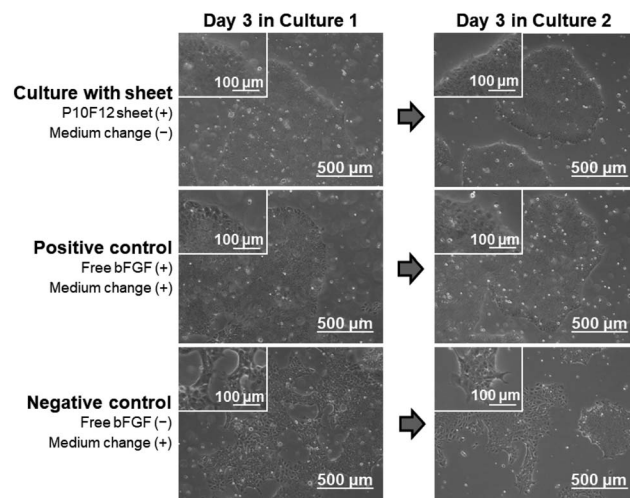 Day 3 in Culture 1
Day 3 in Culture 2
Culture with sheet
P10F12 sheet (+)
Medium change (−)
100 µm
500 µm
100 µm
500 µm
Positive control
Free bFGF (+)
Medium change (+)
100 µm
500 µm
100 µm
500 µm
Negative control
Free bFGF (−)
Medium change (+)
100 µm
500 µm
100 µm
500 µm